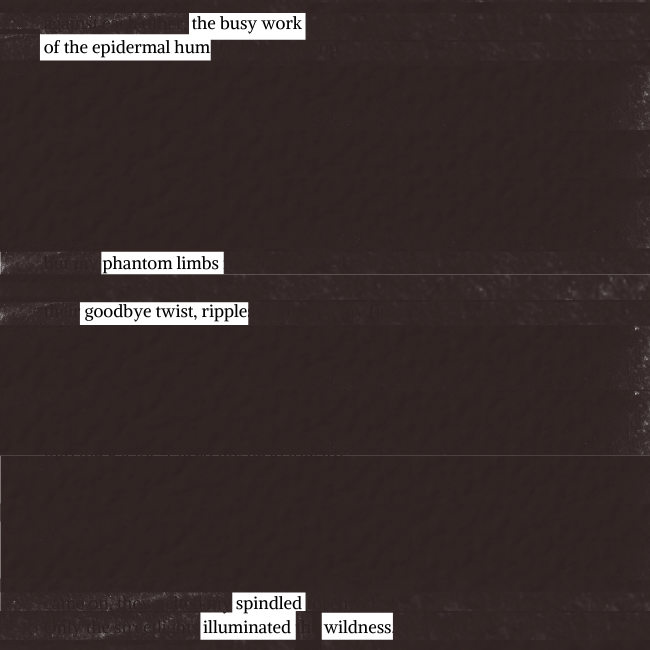 the busy work
of the epidermal hum
phantom limbs
goodbye twist, ripple
spindled
illuminated wildness.